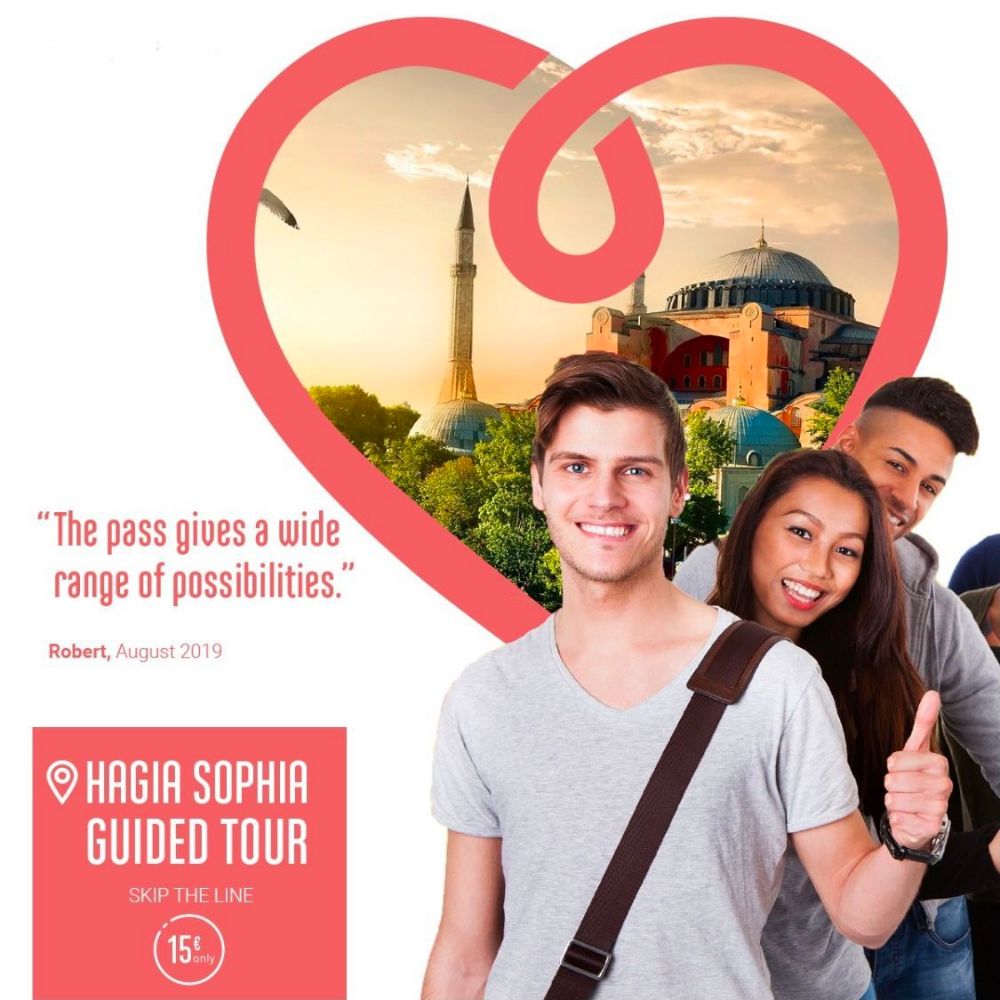 “The pass gives a wide
range of possibilities.”
Robert, August 2019
HAGIA SOPHIA
GUIDED TOUR
SKIP THE LINE
15€
only